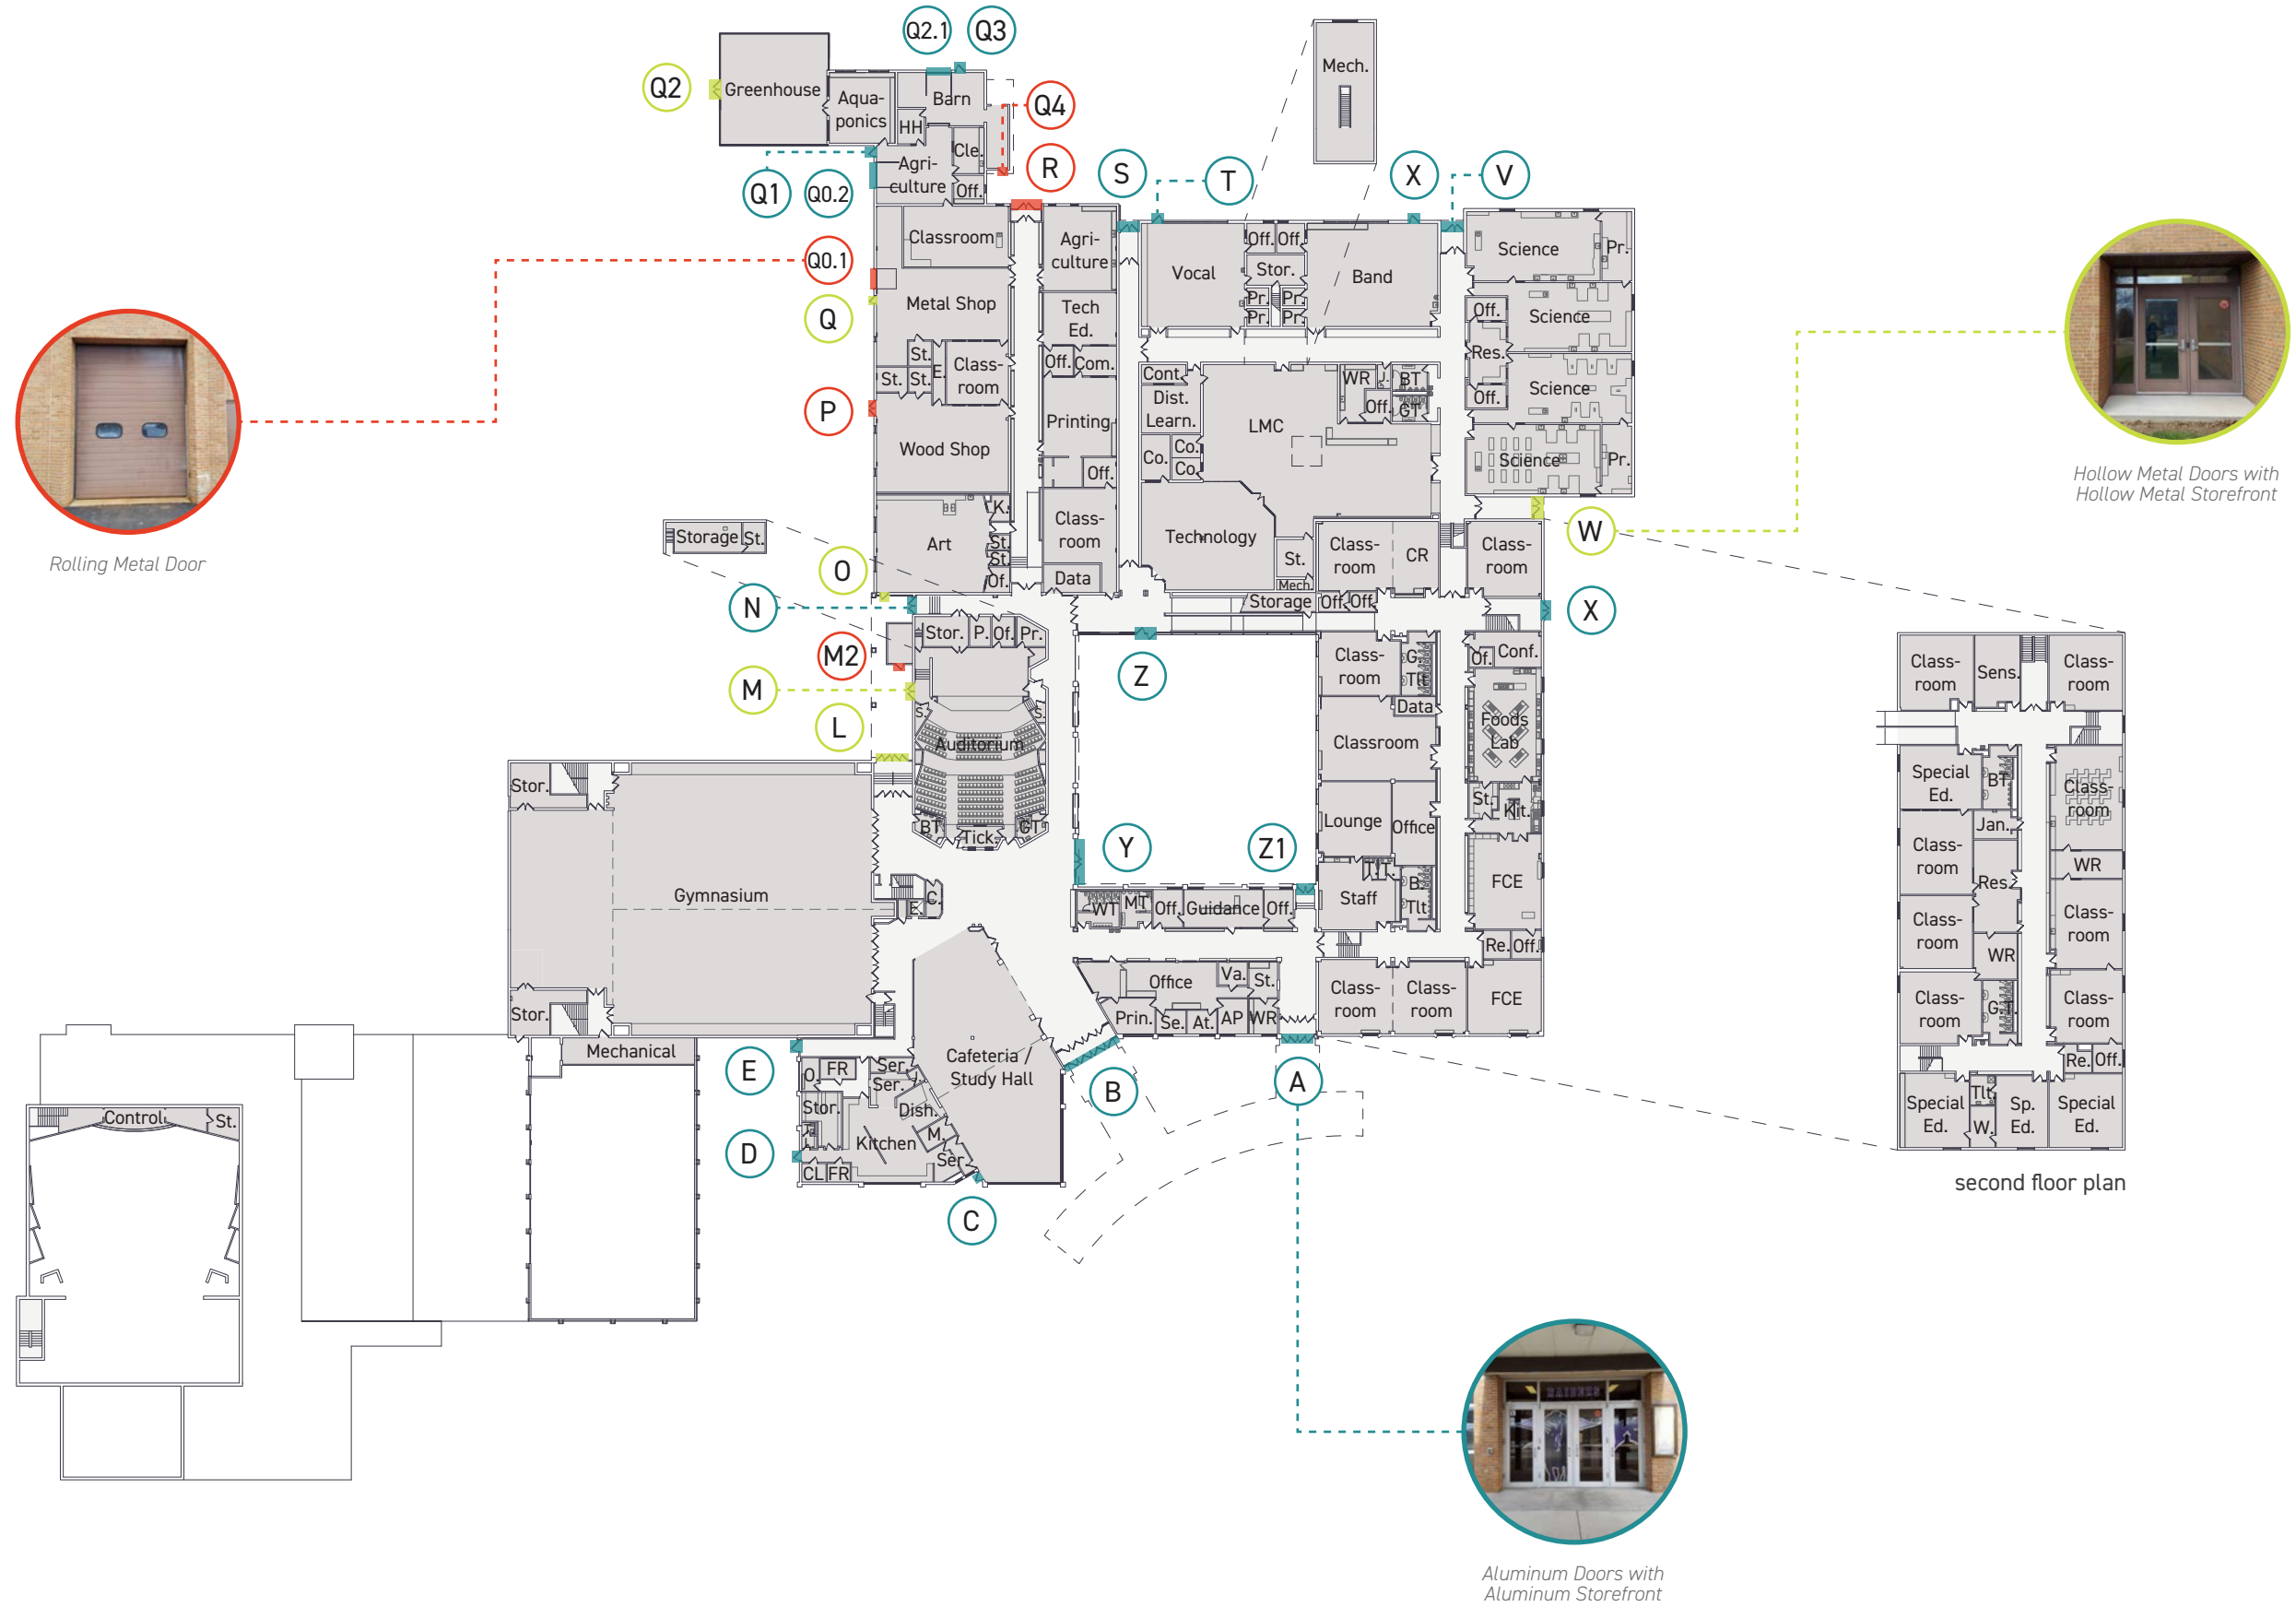 Q2.1
Q3
Q2
Greenhouse
Aqua-
ponics
Barn
HH
Q4
Cle.
Agri-
culture
Off.
Q1
Q0.2
R
S
T
Mech.
X
V
Q0.1
Classroom
Agri-
culture
Metal Shop
Q
Tech
Ed.
St.
E.
Class-
room
Off.
Com.
St.
St.
P
Wood Shop
Printing
Off.
Vocal
Off.
Off.
Stor.
Pr.
Pr.
Pr.
Pr.
Band
Science
Pr.
Off.
Science
Res.
Science
Off.
Science
Pr.
Cont.
Dist.
Learn.
LMC
WR
J.
BT
Off.
GT
Co.
Co.
Co.
Technology
St.
Mech.
Class-
room
CR
Class-
room
W
Hollow Metal Doors with
Hollow Metal Storefront
Rolling Metal Door
Storage
St.
Art
K.
St.
St.
Of.
Class-
room
Data
O
N
M2
M
L
Stor.
P.
Of.
Pr.
S.
S.
Auditorium
BT
Tick.
GT
Storage
Off.
Off.
X
Z
Class-
room
G.
Tlt.
Data
Classroom
Of.
Conf.
Foods
Lab
St.
Kit.
Lounge
Office
FCE
Y
Z1
Staff
T.
T.
B.
Tlt.
WT
MT
Off.
Guidance
Off.
Re.
Off.
Stor.
Gymnasium
C.
E.
Stor.
Office
Va.
St.
Prin.
Se.
At.
AP
WR
Class-
room
Class-
room
FCE
Mechanical
E
O.
FR
Ser.
Ser.
J.
Stor.
Dish.
Kitchen
M.
Ser.
CL
FR
D
C
Cafeteria /
Study Hall
B
A
Control
St.
Class-
room
Sens.
Class-
room
Special
Ed.
BT
Class-
room
Jan.
Class-
room
WR
Res.
Class-
room
Class-
room
WR
Class-
room
G.T.
Class-
room
Re.
Off.
Special
Ed.
Tlt.
W.
Sp.
Ed.
Special
Ed.
second floor plan
RAIDERS
Aluminum Doors with
Aluminum Storefront